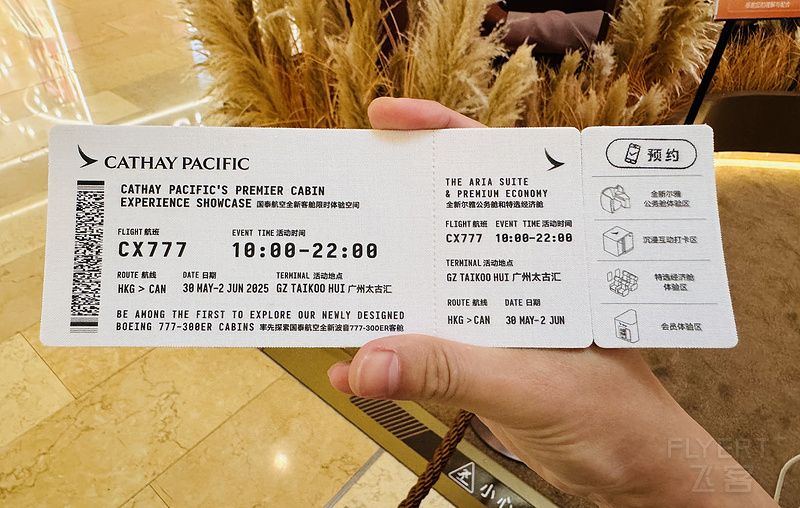 CATHAY PACIFIC
CATHAY PACIFIC'S PREMIER CABIN
EXPERIENCE SHOWCASE 国泰航空全新客舱限时体验空间
FLIGHT 航班
EVENT TIME 活动时间
CX777
10:00-22:00
ROUTE 航线
DATE 日期
TERMINAL 活动地点
HKG > CAN
30 MAY-2 JUN 2025
GZ TAIKOO HUI 广州太古汇
BE AMONG THE FIRST TO EXPLORE OUR NEWLY DESIGNED
BOEING 777-300ER CABINS 率先探索国泰航空全新波音777-300ER客舱
THE ARIA SUITE
& PREMIUM ECONOMY
全新尔雅公务舱和特选经济舱
FLIGHT 航班
EVENT TIME 活动时间
CX777
10:00-22:00
TERMINAL 活动地点
GZ TAIKOO HUI 广州太古汇
ROUTE 航线
DATE 日期
HKG > CAN
30 MAY-2 JUN
预约
全新尔雅
公务舱体验区
沉浸互动打卡区
特选经济舱
体验区
会员体验区
小心
FLYERT
飞客